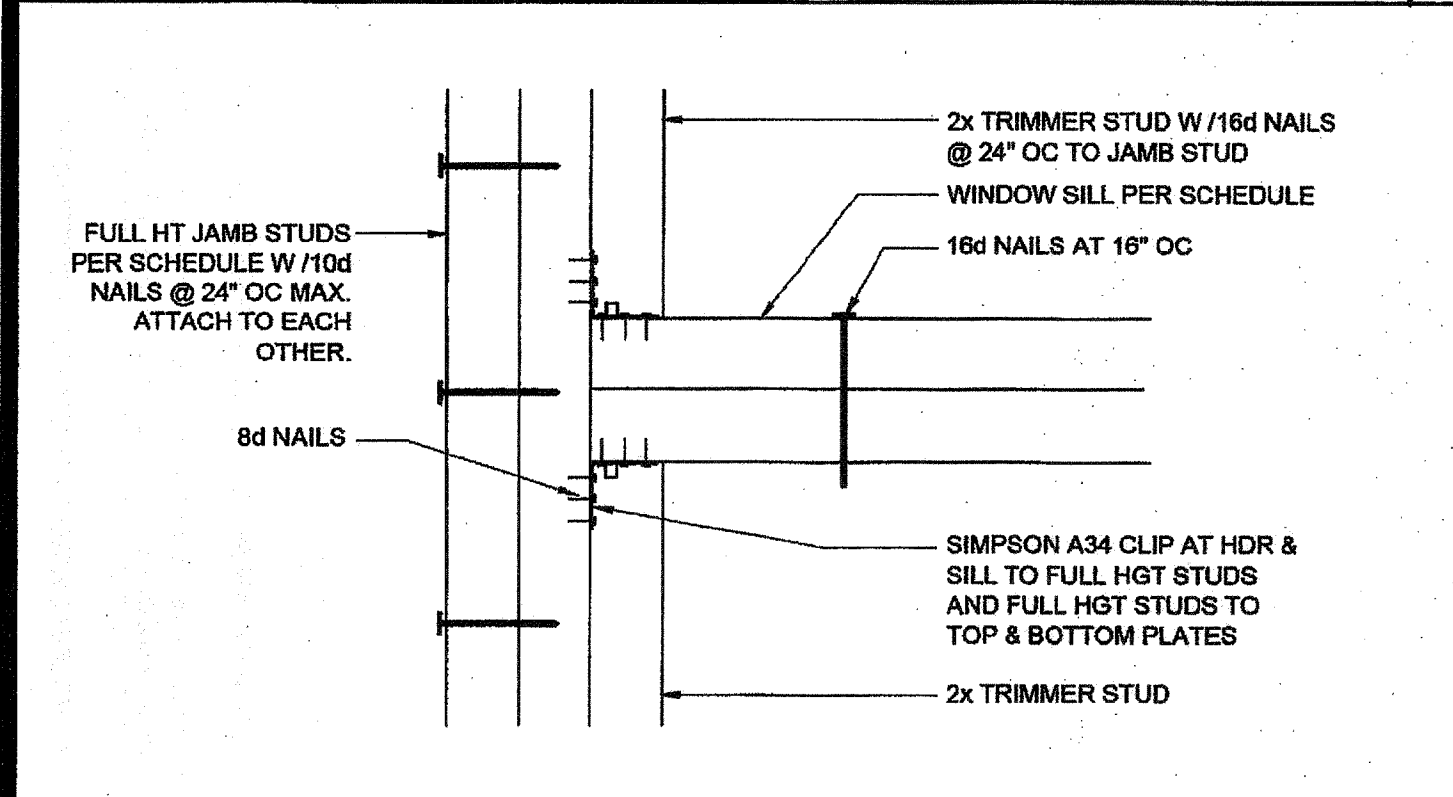 2x TRIMMER STUD W /16d NAILS
@ 24" OC TO JAMB STUD
WINDOW SILL PER SCHEDULE
16d NAILS AT 16" OC
FULL HT JAMB STUDS
PER SCHEDULE W /10d
NAILS @ 24" OC MAX.
ATTACH TO EACH
OTHER.
8d NAILS
SIMPSON A34 CLIP AT HDR &
SILL TO FULL HGT STUDS
AND FULL HGT STUDS TO
TOP & BOTTOM PLATES
2x TRIMMER STUD